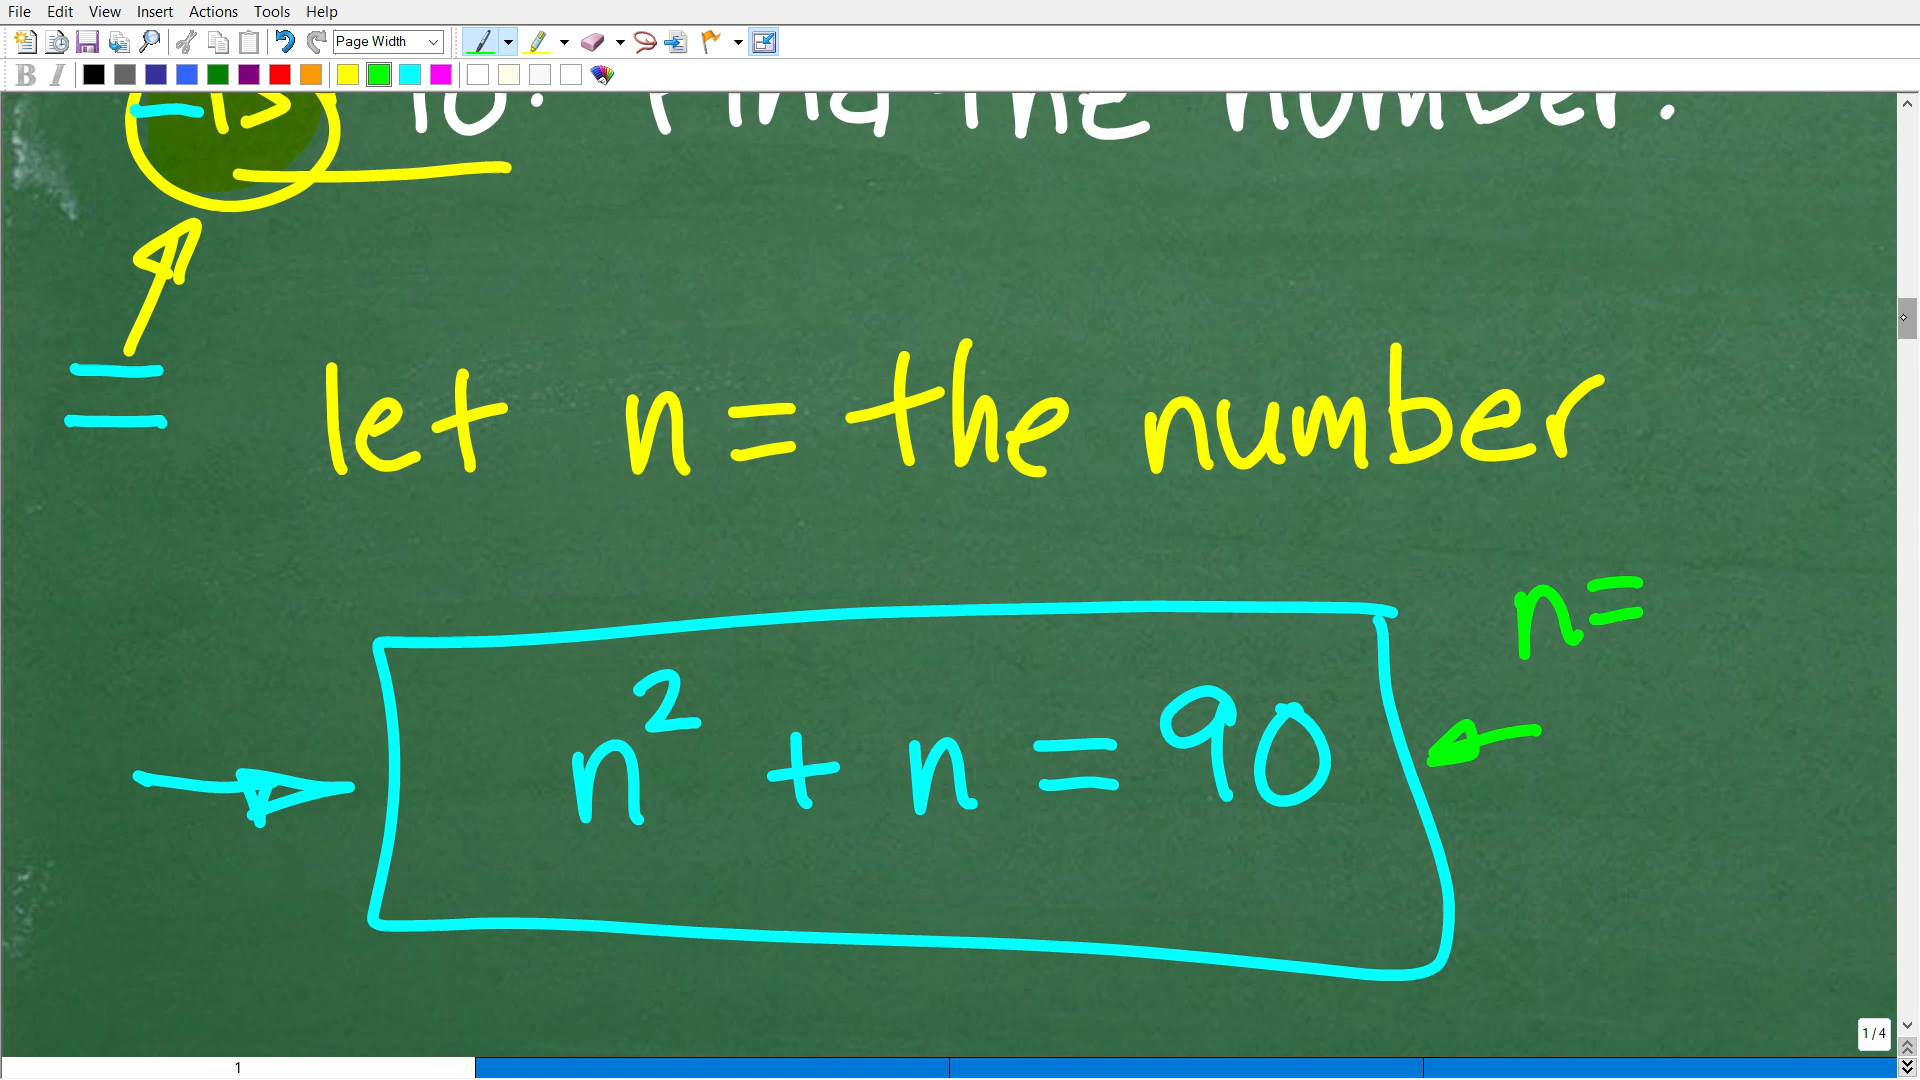 File Edit View Insert Actions Tools Help
Page Width
B I
is 90. Find the number.
let n = the number
n=
n² + n = 90
1 / 4
1